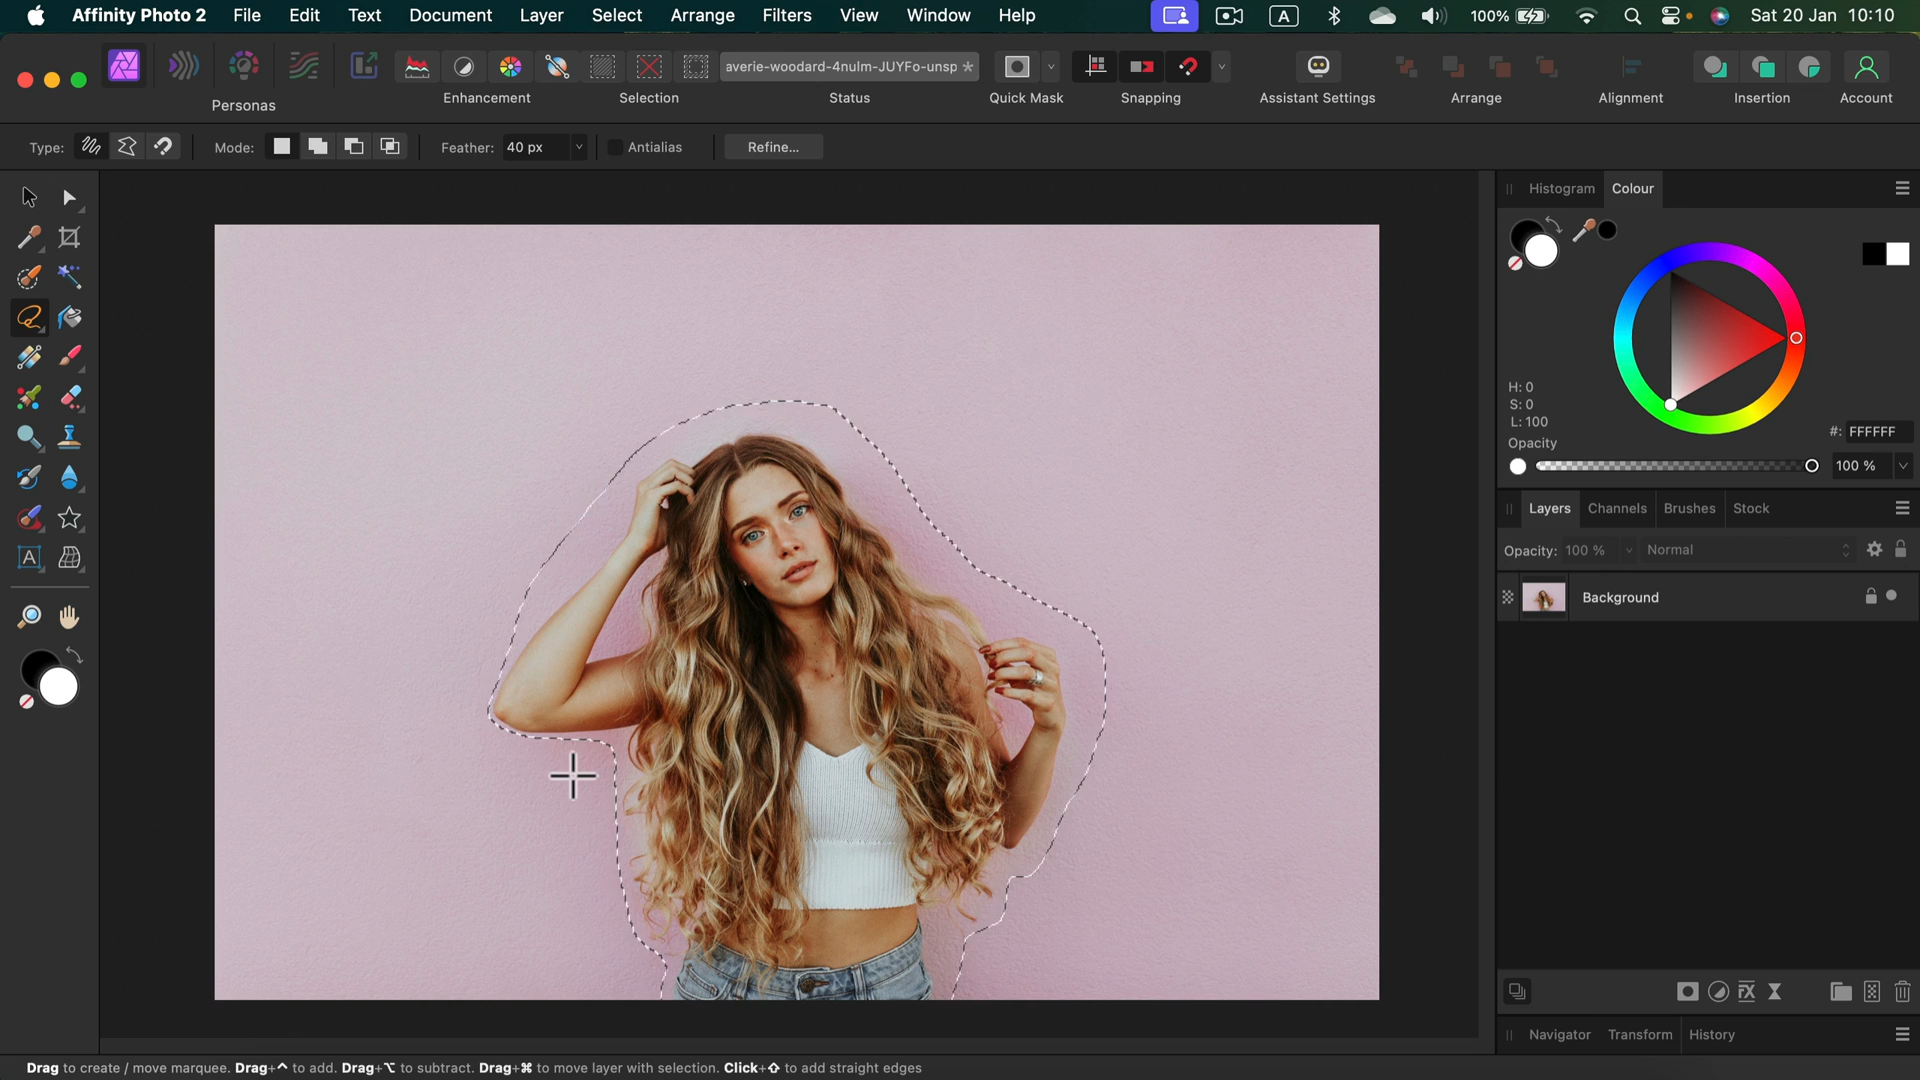 Affinity Photo 2 File Edit Text Document Layer Select Arrange Filters View Window Help A 100% Sat 20 Jan 10:10
averie-woodard-4nulm-JUYFo-unsp *
Personas Enhancement Selection Status Quick Mask Snapping Assistant Settings Arrange Alignment Insertion Account
Type: Mode: Feather: 40 px Antialias Refine...
Histogram Colour
H: 0
S: 0
L: 100
#: FFFFFF
Opacity
100 %
Layers Channels Brushes Stock
Opacity: 100 % Normal
Background
A
FX
Navigator Transform History
Drag to create / move marquee. Drag+^ to add. Drag+⌥ to subtract. Drag+⌘ to move layer with selection. Click+⇧ to add straight edges